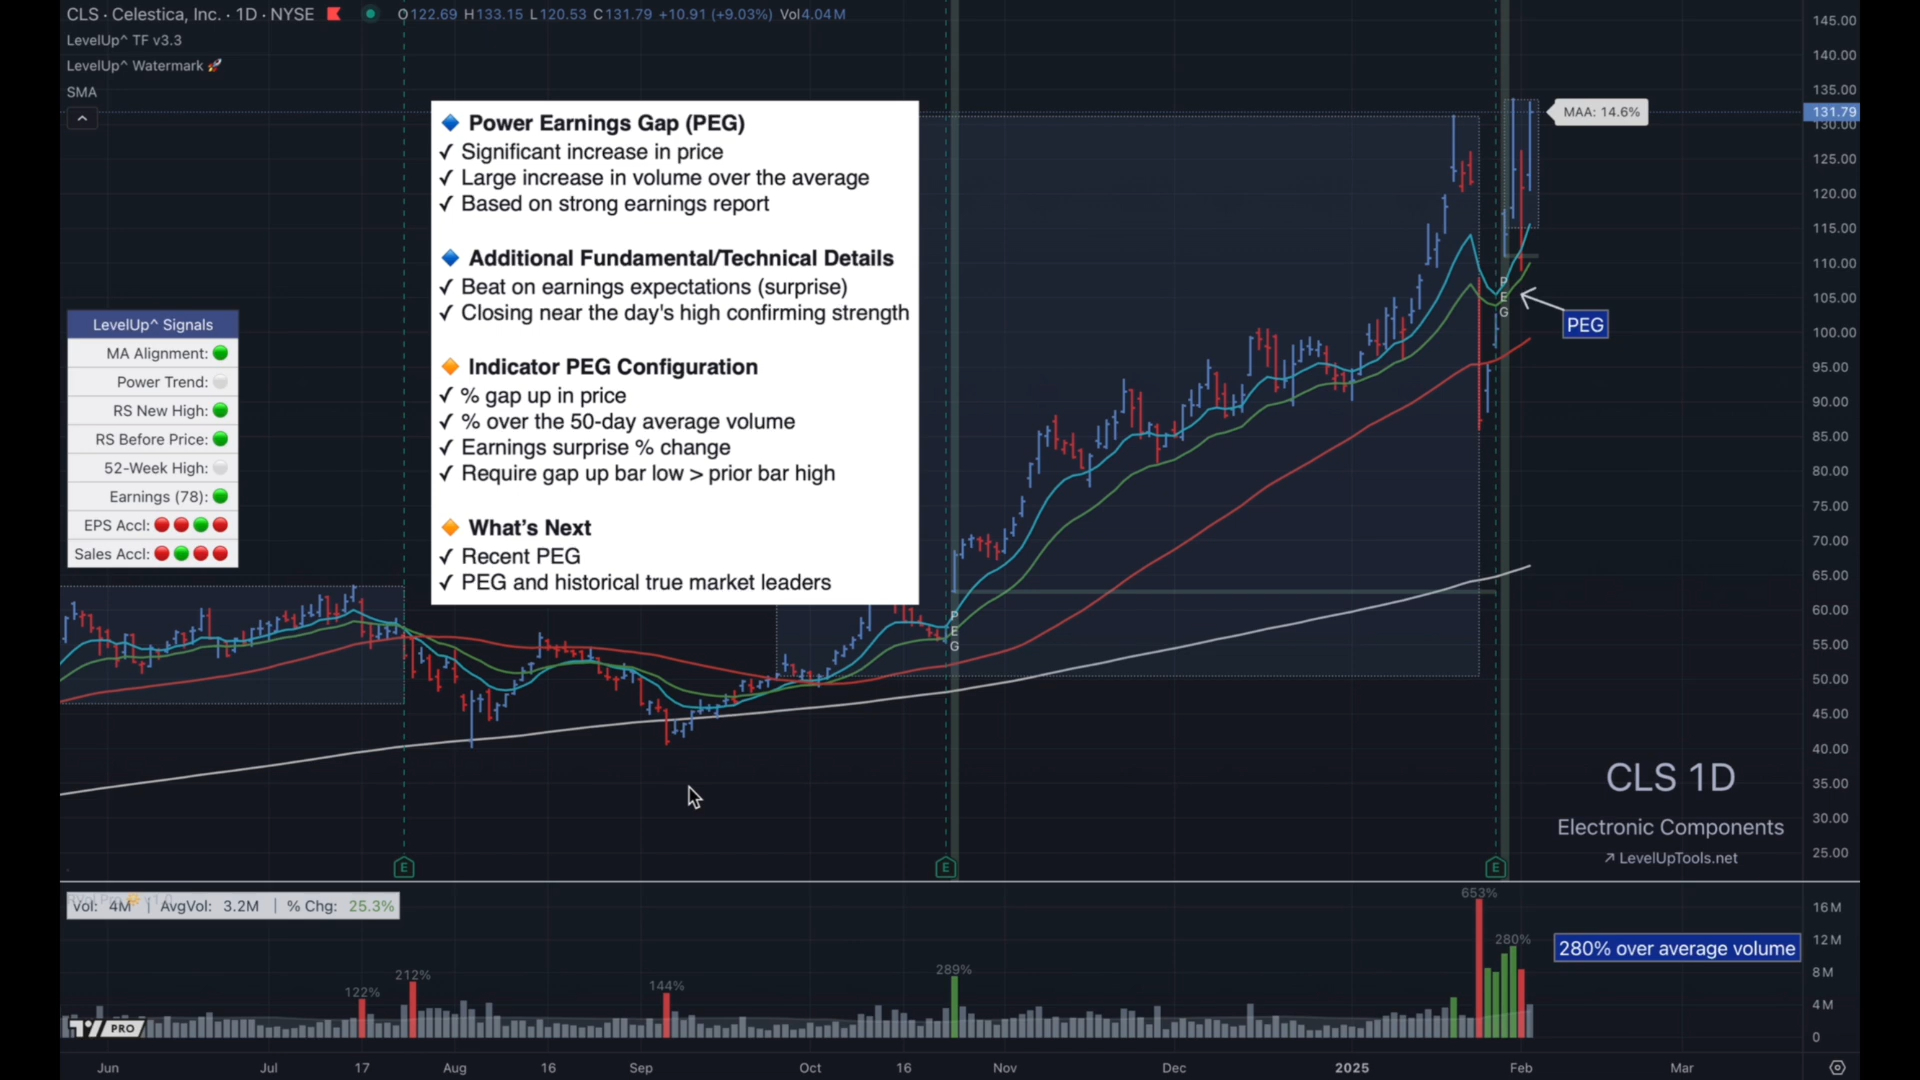 CLS · Celestica, Inc. · 1D · NYSE O122.69 H133.15 L120.53 C131.79 +10.91 (+9.03%) Vol4.04M
LevelUp^ TF v3.3
LevelUp^ Watermark 🚀
SMA
🔷 Power Earnings Gap (PEG)
✓ Significant increase in price
✓ Large increase in volume over the average
✓ Based on strong earnings report
🔷 Additional Fundamental/Technical Details
✓ Beat on earnings expectations (surprise)
✓ Closing near the day's high confirming strength
🔶 Indicator PEG Configuration
✓ % gap up in price
✓ % over the 50-day average volume
✓ Earnings surprise % change
✓ Require gap up bar low > prior bar high
🔶 What’s Next
✓ Recent PEG
✓ PEG and historical true market leaders
LevelUp^ Signals
MA Alignment:
Power Trend:
RS New High:
RS Before Price:
52-Week High:
Earnings (78):
EPS Accl:
Sales Accl:
MAA: 14.6%
PEG
PEG
PEG
145.00
140.00
135.00
131.79
130.00
125.00
120.00
115.00
110.00
105.00
100.00
95.00
90.00
85.00
80.00
75.00
70.00
65.00
60.00
55.00
50.00
45.00
40.00
35.00
30.00
25.00
CLS 1D
Electronic Components
↗ LevelUpTools.net
E
E
E
Vol: 4M | AvgVol: 3.2M | % Chg: 25.3%
122%
212%
144%
289%
653%
280%
280% over average volume
16 M
12 M
8 M
4 M
0
PRO
Jun Jul 17 Aug 16 Sep Oct 16 Nov Dec 2025 Feb Mar